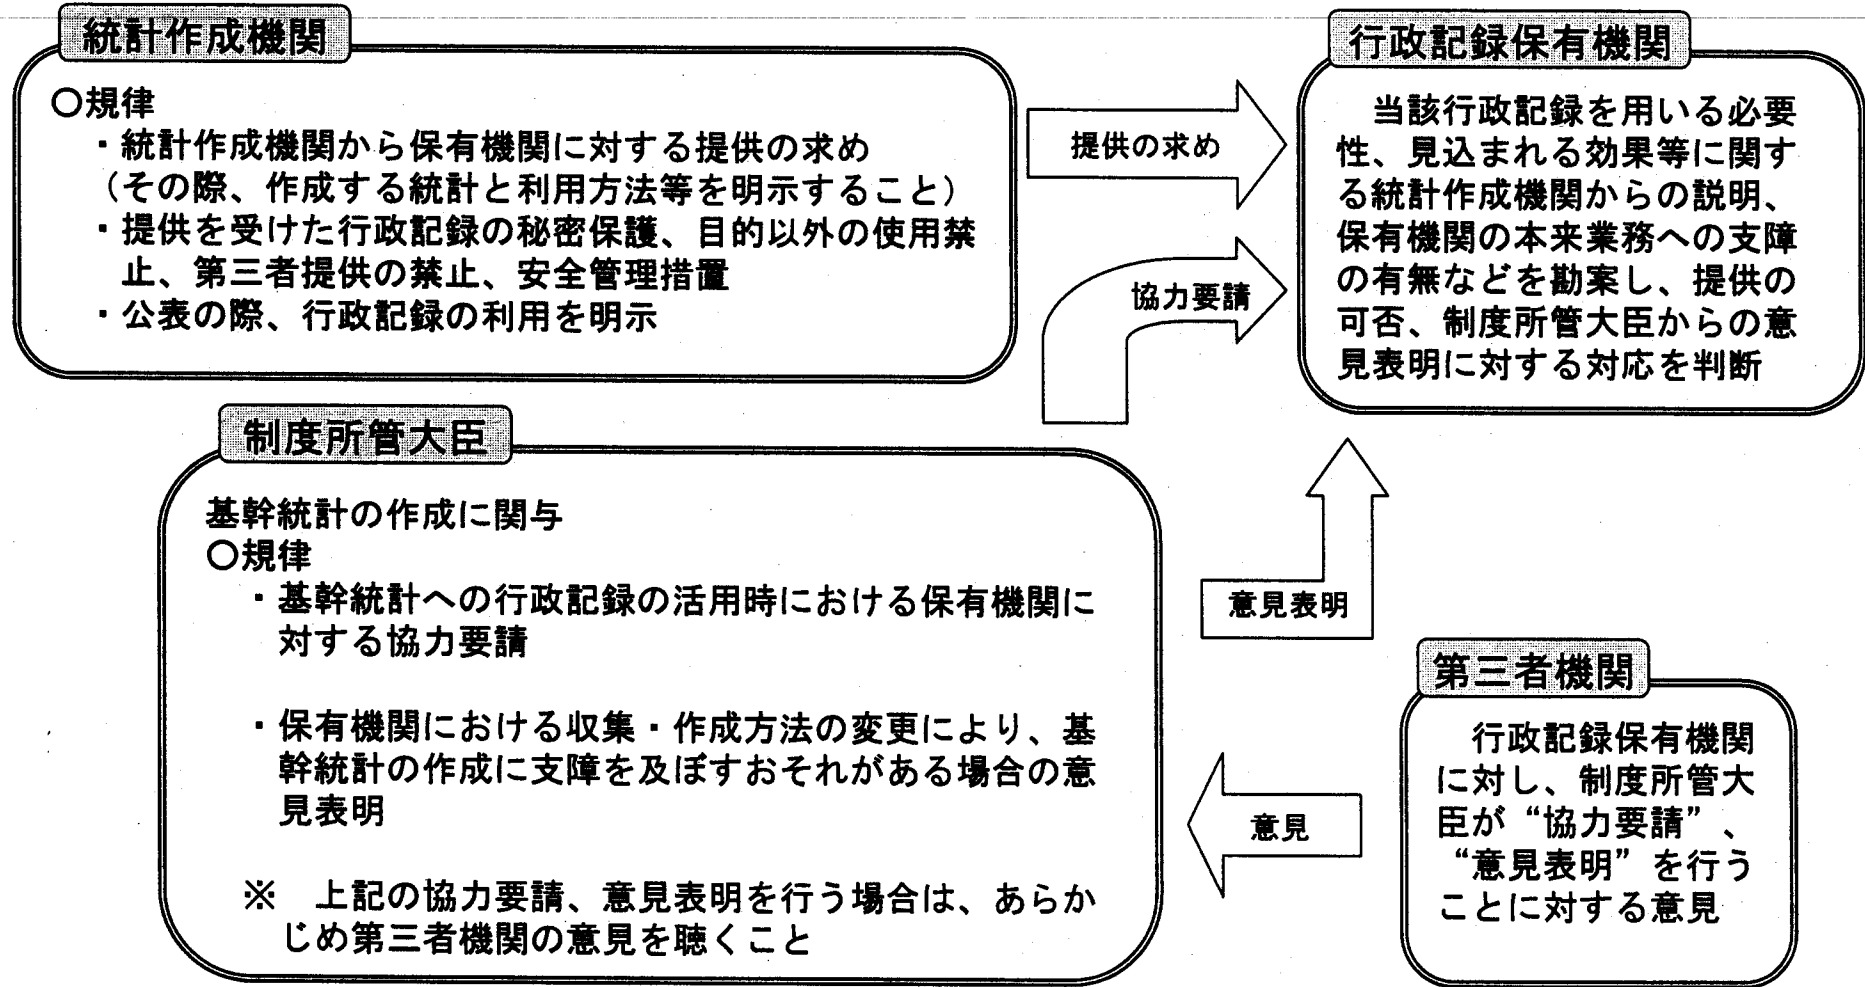 統計作成機関
○規律
・統計作成機関から保有機関に対する提供の求め
（その際、作成する統計と利用方法等を明示すること）
・提供を受けた行政記録の秘密保護、目的以外の使用禁
止、第三者提供の禁止、安全管理措置
・公表の際、行政記録の利用を明示
提供の求め
協力要請
行政記録保有機関
当該行政記録を用いる必要
性、見込まれる効果等に関す
る統計作成機関からの説明、
保有機関の本来業務への支障
の有無などを勘案し、提供の
可否、制度所管大臣からの意
見表明に対する対応を判断
制度所管大臣
基幹統計の作成に関与
○規律
・基幹統計への行政記録の活用時における保有機関に
対する協力要請
・保有機関における収集・作成方法の変更により、基
幹統計の作成に支障を及ぼすおそれがある場合の意
見表明
※　上記の協力要請、意見表明を行う場合は、あらか
じめ第三者機関の意見を聴くこと
意見表明
意見
第三者機関
行政記録保有機関
に対し、制度所管大
臣が“協力要請”、
“意見表明”を行う
ことに対する意見